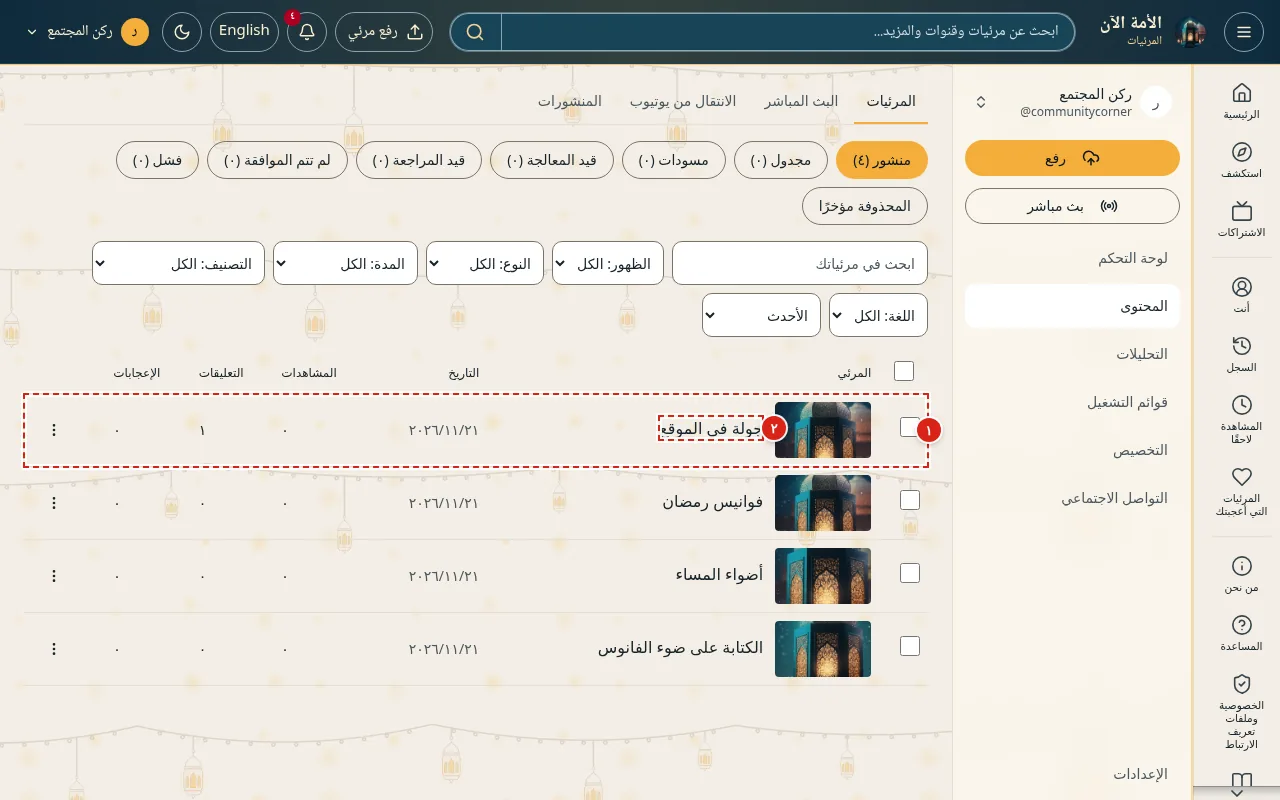 الأمة الآن
المرئيات
ابحث عن مرئيات وقنوات والمزيد...
رفع مرئي
٤
English
ر
ركن المجتمع
الرئيسية
استكشف
الاشتراكات
أنت
السجل
المشاهدة
لاحقًا
المرئيات
التي أعجبتك
من نحن
المساعدة
الخصوصية
وملفات
تعريف
الارتباط
ر
ركن المجتمع
@communitycorner
رفع
بث مباشر
لوحة التحكم
المحتوى
التحليلات
قوائم التشغيل
التخصيص
التواصل الاجتماعي
الإعدادات
المرئيات
البث المباشر
الانتقال من يوتيوب
المنشورات
منشور (٤)
مجدول (٠)
مسودات (٠)
قيد المعالجة (٠)
قيد المراجعة (٠)
لم تتم الموافقة (٠)
فشل (٠)
المحذوفة مؤخرًا
ابحث في مرئياتك
الظهور: الكل
النوع: الكل
المدة: الكل
التصنيف: الكل
اللغة: الكل
الأحدث
المرئي
التاريخ
المشاهدات
التعليقات
الإعجابات
١
٢
جولة في الموقع
٢٠٢٦/١١/٢١
٠
١
٠
فوانيس رمضان
٢٠٢٦/١١/٢١
٠
٠
٠
أضواء المساء
٢٠٢٦/١١/٢١
٠
٠
٠
الكتابة على ضوء الفانوس
٢٠٢٦/١١/٢١
٠
٠
٠